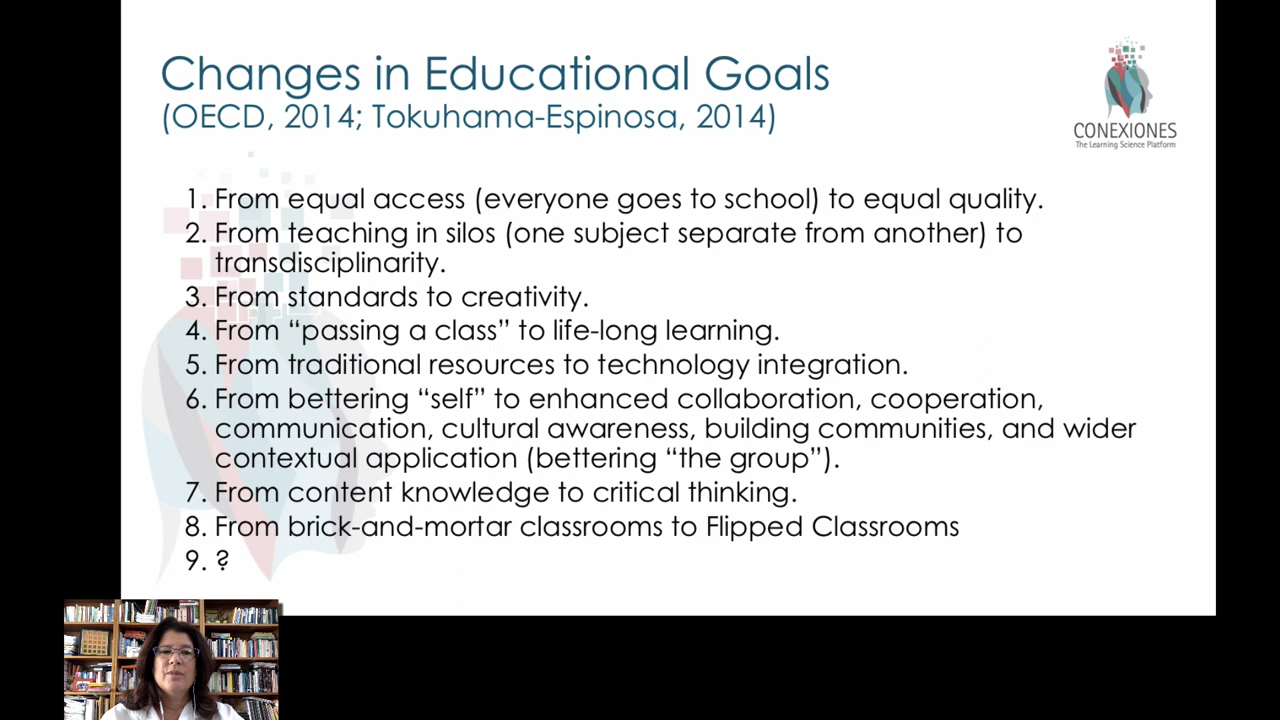 Changes in Educational Goals
(OECD, 2014; Tokuhama-Espinosa, 2014)
CONEXIONES
The Learning Science Platform
1. From equal access (everyone goes to school) to equal quality.
2. From teaching in silos (one subject separate from another) to
transdisciplinarity.
3. From standards to creativity.
4. From “passing a class” to life-long learning.
5. From traditional resources to technology integration.
6. From bettering “self” to enhanced collaboration, cooperation,
communication, cultural awareness, building communities, and wider
contextual application (bettering “the group”).
7. From content knowledge to critical thinking.
8. From brick-and-mortar classrooms to Flipped Classrooms
9. ?